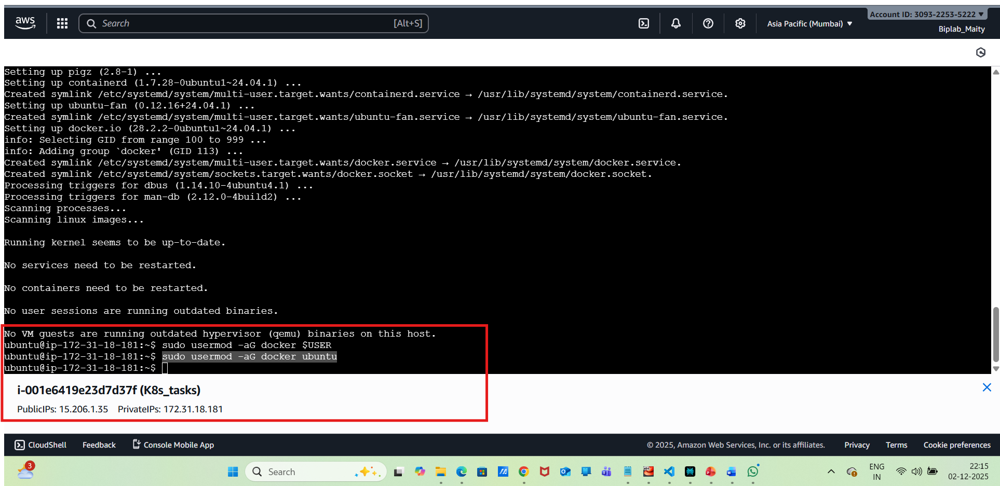 aws
Search
[Alt+S]
Asia Pacific (Mumbai) ▼
Account ID: 3093-2253-5222 ▼
Biplab_Maity
Setting up pigz (2.8-1) ...
Setting up containerd (1.7.28-0ubuntu1~24.04.1) ...
Created symlink /etc/systemd/system/multi-user.target.wants/containerd.service → /usr/lib/systemd/system/containerd.service.
Setting up ubuntu-fan (0.12.16+24.04.1) ...
Created symlink /etc/systemd/system/multi-user.target.wants/ubuntu-fan.service → /usr/lib/systemd/system/ubuntu-fan.service.
Setting up docker.io (28.2.2-0ubuntu1~24.04.1) ...
info: Selecting GID from range 100 to 999 ...
info: Adding group `docker' (GID 113) ...
Created symlink /etc/systemd/system/multi-user.target.wants/docker.service → /usr/lib/systemd/system/docker.service.
Created symlink /etc/systemd/system/sockets.target.wants/docker.socket → /usr/lib/systemd/system/docker.socket.
Processing triggers for dbus (1.14.10-4ubuntu4.1) ...
Processing triggers for man-db (2.12.0-4build2) ...
Scanning processes...
Scanning linux images...
Running kernel seems to be up-to-date.
No services need to be restarted.
No containers need to be restarted.
No user sessions are running outdated binaries.
No VM guests are running outdated hypervisor (qemu) binaries on this host.
ubuntu@ip-172-31-18-181:~$ sudo usermod -aG docker $USER
ubuntu@ip-172-31-18-181:~$ sudo usermod -aG docker ubuntu
ubuntu@ip-172-31-18-181:~$
i-001e6419e23d7d37f (K8s_tasks)
PublicIPs: 15.206.1.35 PrivateIPs: 172.31.18.181
CloudShell Feedback Console Mobile App
© 2025, Amazon Web Services, Inc. or its affiliates. Privacy Terms Cookie preferences
3
Search
ENG
IN
22:15
02-12-2025